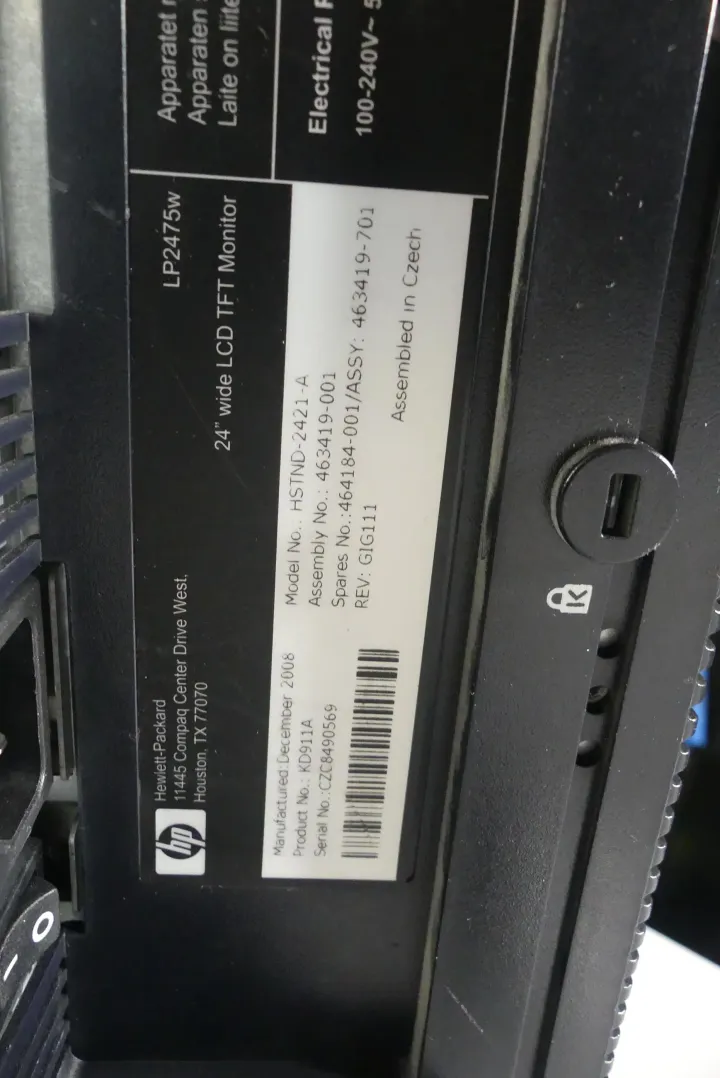 Apparatet
Apparaten
Laite on liite
Electrical
100-240V~ 5
LP2475w
24" wide LCD TFT Monitor
hp
Hewlett-Packard
11445 Compaq Center Drive West.
Houston, TX 77070
Manufactured:December 2008
Product No.: KD911A
Serial No.:CZC8490569
Model No.: HSTND-2421-A
Assembly No.: 463419-001
Spares No.:464184-001/ASSY: 463419-701
REV: GIG111
Assembled in Czech
K